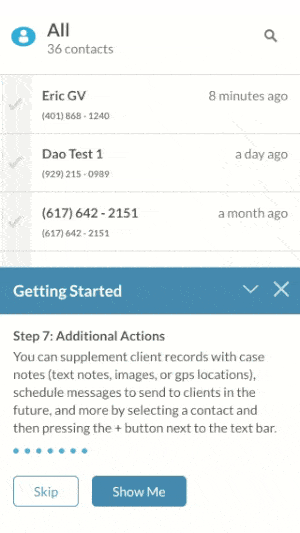 All
36 contacts
Eric GV 8 minutes ago
(401) 868 - 1240
Dao Test 1 a day ago
(929) 215 - 0989
(617) 642 - 2151 a month ago
(617) 642 - 2151
Getting Started
Step 7: Additional Actions
You can supplement client records with case
notes (text notes, images, or gps locations),
schedule messages to send to clients in the
future, and more by selecting a contact and
then pressing the + button next to the text bar.
Skip Show Me